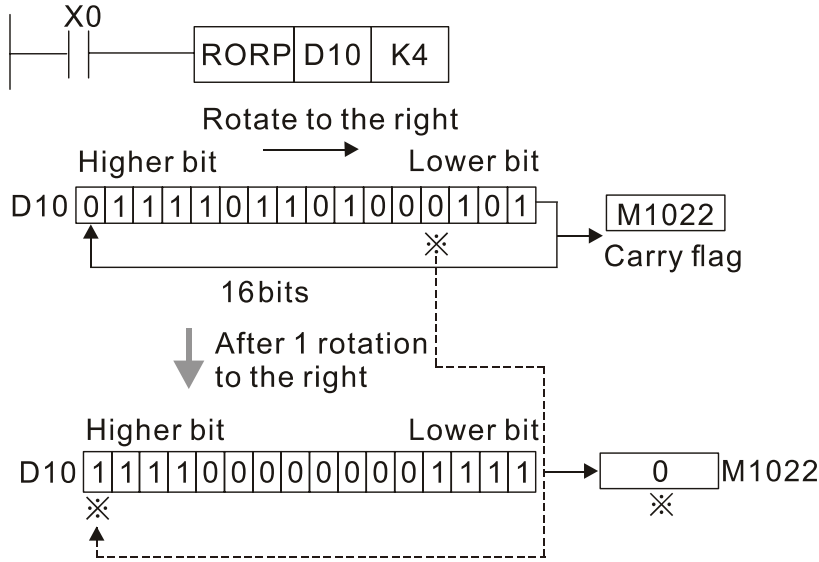 X0
RORP D10 K4
Rotate to the right
Higher bit Lower bit
D10 0 1 1 1 1 0 1 1 0 1 0 0 0 1 0 1 M1022
※ Carry flag
16bits
After 1 rotation
to the right
Higher bit Lower bit
D10 1 1 1 1 0 0 0 0 0 0 0 0 1 1 1 1 0 M1022
※ ※